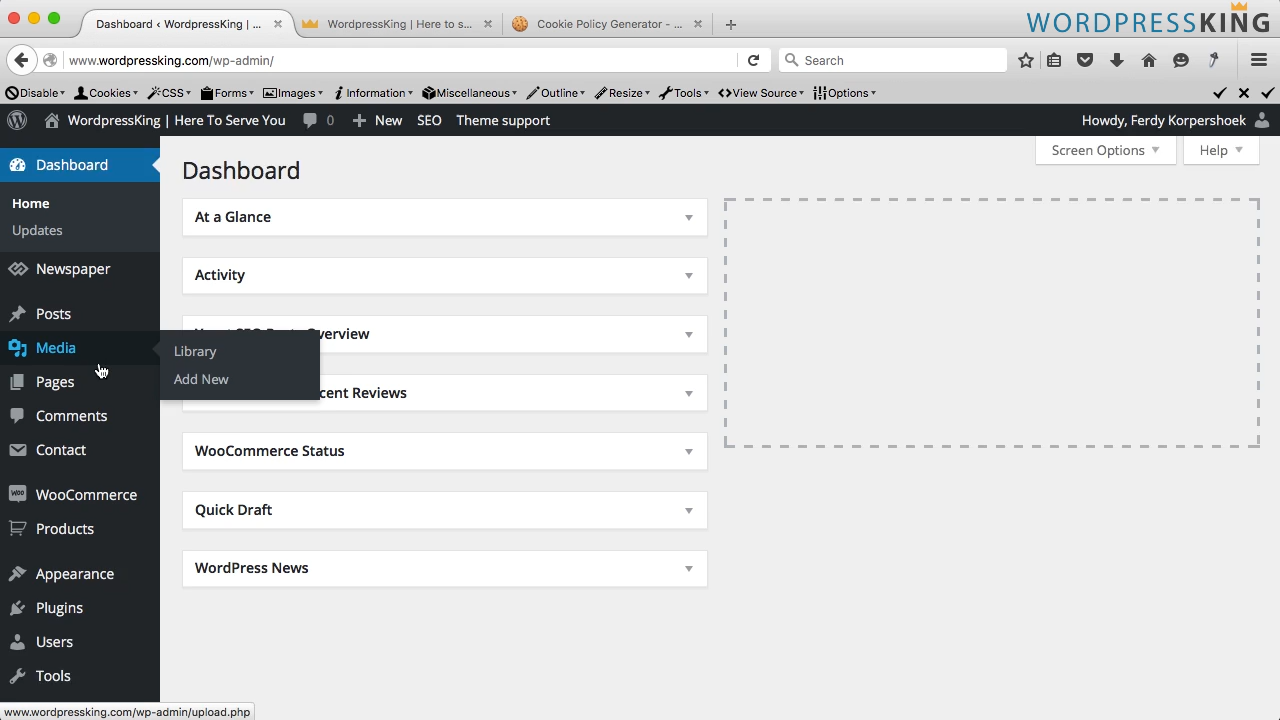 Dashboard ‹ WordpressKing | ...
WordpressKing | Here to s...
Cookie Policy Generator - ...
WORDPRESSKING
www.wordpressking.com/wp-admin/
Search
Disable
Cookies
CSS
Forms
Images
Information
Miscellaneous
Outline
Resize
Tools
View Source
Options
WordpressKing | Here To Serve You
0
New
SEO
Theme support
Howdy, Ferdy Korpershoek
Dashboard
Home
Updates
Newspaper
Posts
Media
Pages
Comments
Contact
WooCommerce
Products
Appearance
Plugins
Users
Tools
Library
Add New
Dashboard
Screen Options
Help
At a Glance
Activity
verview
cent Reviews
WooCommerce Status
Quick Draft
WordPress News
www.wordpressking.com/wp-admin/upload.php